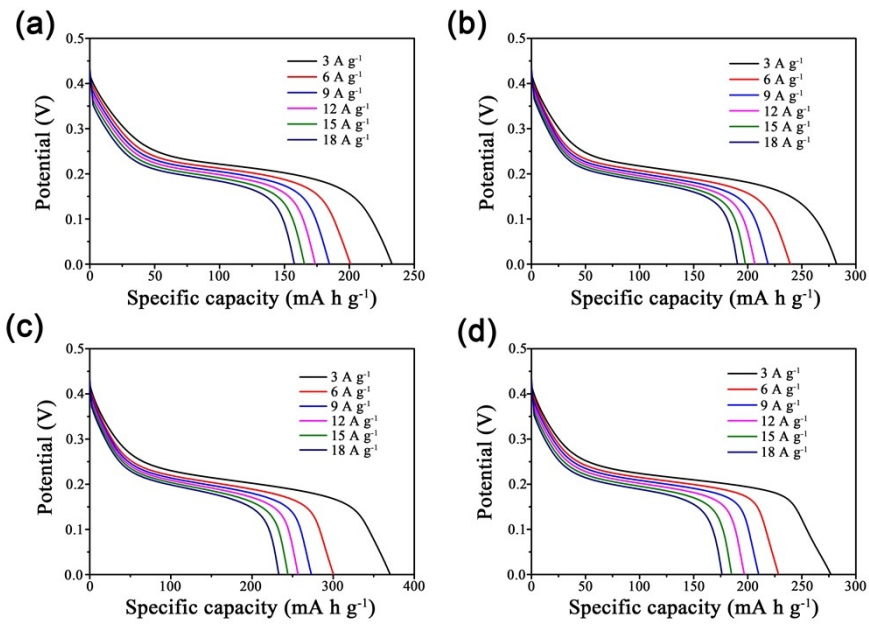 (a)
0.5
0.4
0.3
0.2
0.1
0.0
Potential (V)
3 A g⁻¹
6 A g⁻¹
9 A g⁻¹
12 A g⁻¹
15 A g⁻¹
18 A g⁻¹
0 50 100 150 200 250
Specific capacity (mA h g⁻¹)
(b)
0.5
0.4
0.3
0.2
0.1
0.0
Potential (V)
3 A g⁻¹
6 A g⁻¹
9 A g⁻¹
12 A g⁻¹
15 A g⁻¹
18 A g⁻¹
0 50 100 150 200 250 300
Specific capacity (mA h g⁻¹)
(c)
0.5
0.4
0.3
0.2
0.1
0.0
Potential (V)
3 A g⁻¹
6 A g⁻¹
9 A g⁻¹
12 A g⁻¹
15 A g⁻¹
18 A g⁻¹
0 100 200 300 400
Specific capacity (mA h g⁻¹)
(d)
0.5
0.4
0.3
0.2
0.1
0.0
Potential (V)
3 A g⁻¹
6 A g⁻¹
9 A g⁻¹
12 A g⁻¹
15 A g⁻¹
18 A g⁻¹
0 50 100 150 200 250 300
Specific capacity (mA h g⁻¹)